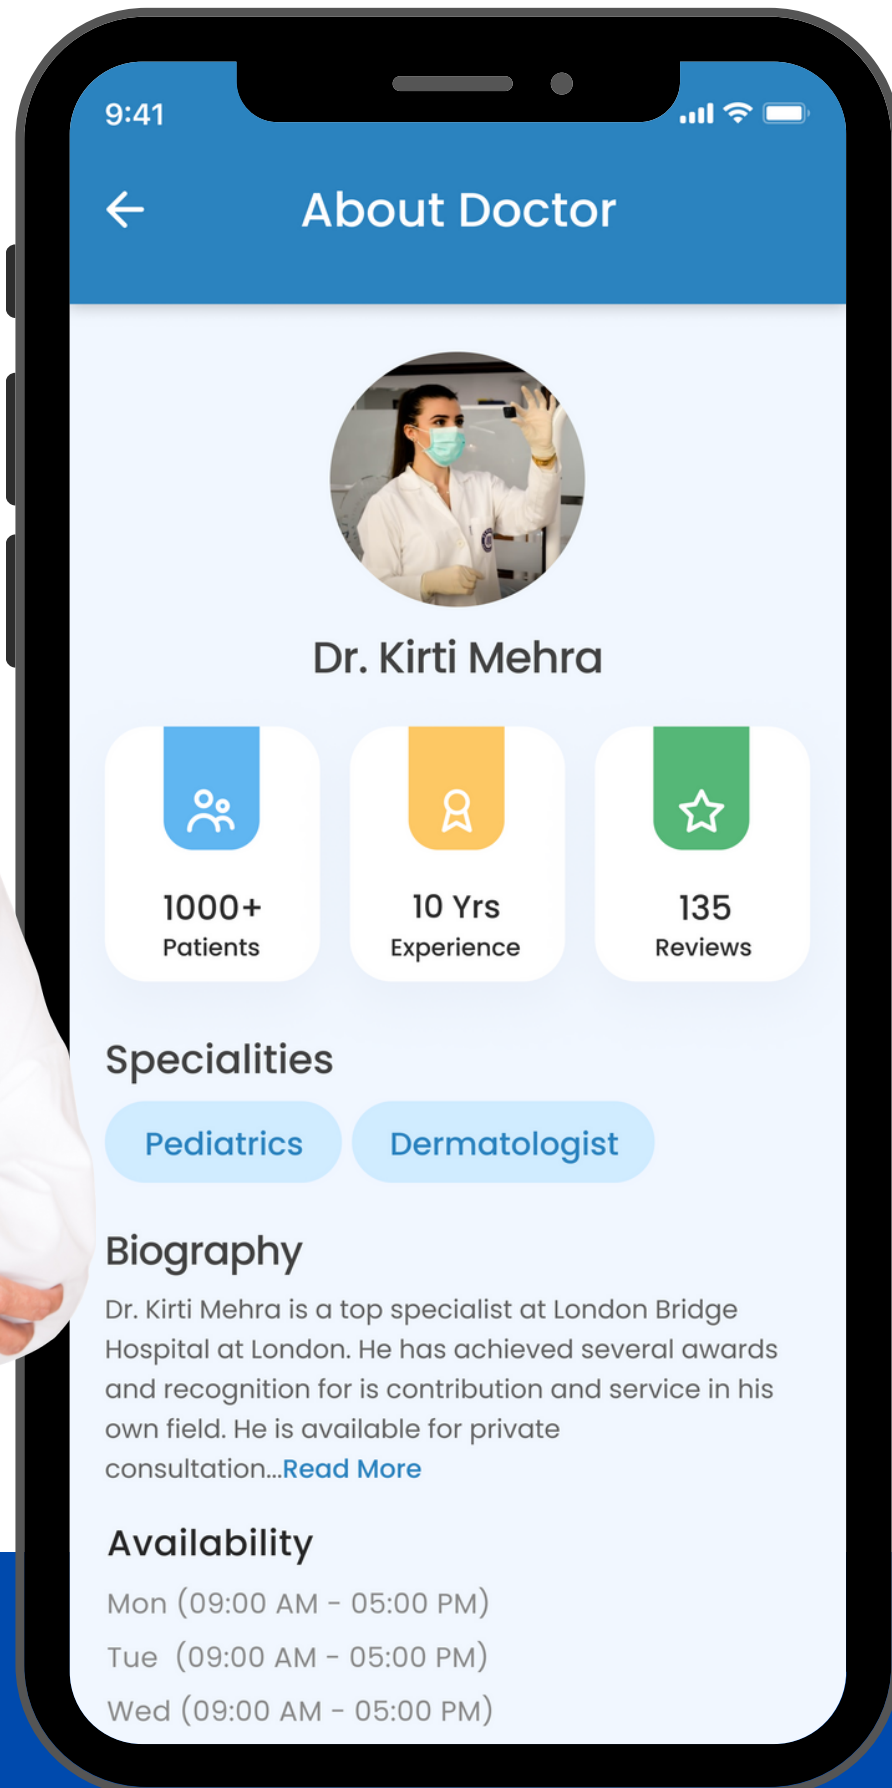 9:41
About Doctor
Dr. Kirti Mehra
1000+
Patients
10 Yrs
Experience
135
Reviews
Specialities
Pediatrics
Dermatologist
Biography
Dr. Kirti Mehra is a top specialist at London Bridge
Hospital at London. He has achieved several awards
and recognition for is contribution and service in his
own field. He is available for private
consultation...Read More
Availability
Mon (09:00 AM - 05:00 PM)
Tue (09:00 AM - 05:00 PM)
Wed (09:00 AM - 05:00 PM)